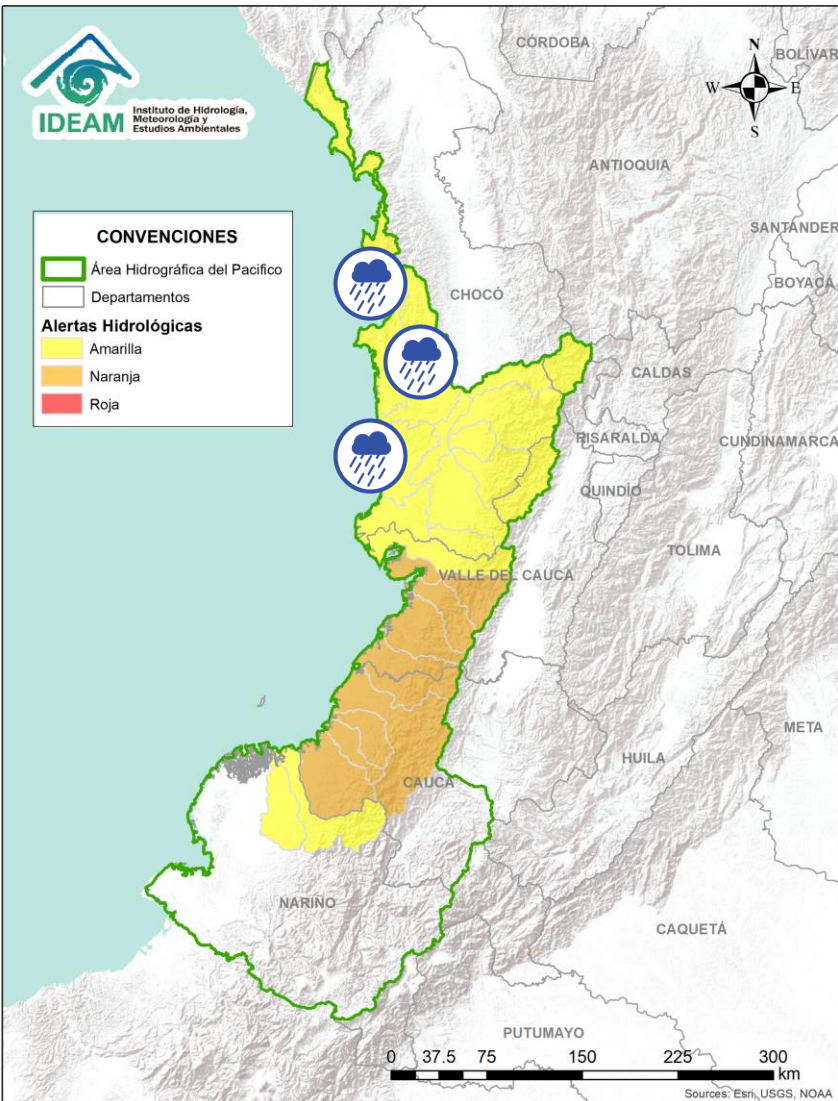 IDEAM
Instituto de Hidrología,
Meteorología y
Estudios Ambientales
N
W E
S
CÓRDOBA
BOLÍVAR
ANTIOQUIA
SANTANDER
BOYACÁ
CHOCÓ
CALDAS
RISARALDA
CUNDINAMARCA
QUINDÍO
TOLIMA
VALLE DEL CAUCA
META
HUILA
CAUCA
NARIÑO
CAQUETÁ
PUTUMAYO
CONVENCIONES
Área Hidrográfica del Pacifico
Departamentos
Alertas Hidrológicas
Amarilla
Naranja
Roja
0 37.5 75 150 225 300
km
Sources: Esri, USGS, NOAA